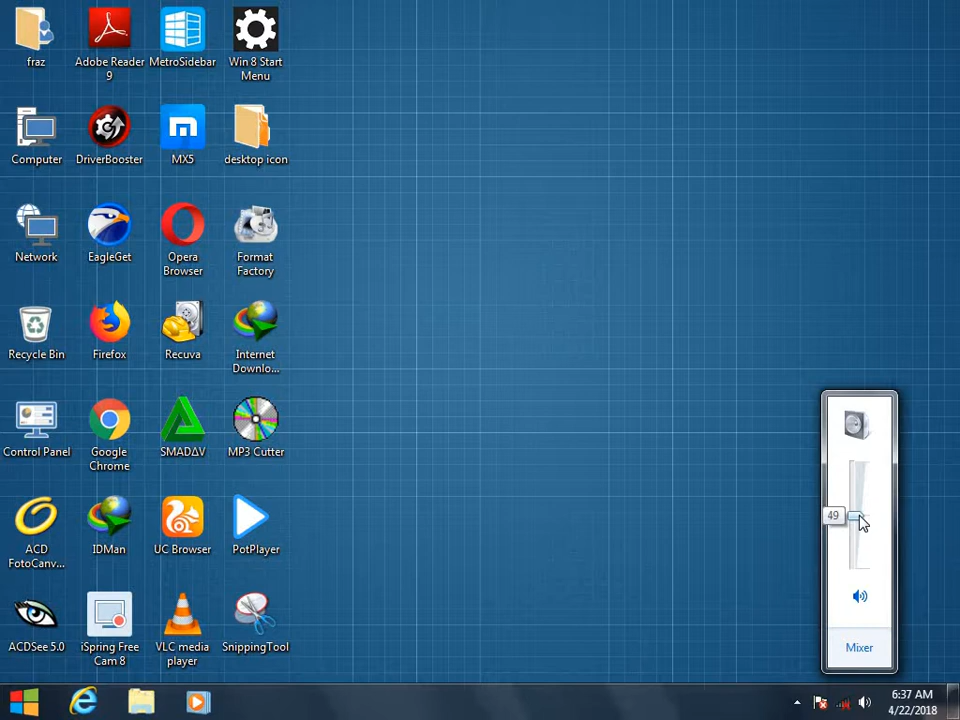 fraz
Adobe Reader
9
MetroSidebar
Win 8 Start
Menu
Computer
DriverBooster
MX5
desktop icon
Network
EagleGet
Opera
Browser
Format
Factory
Recycle Bin
Firefox
Recuva
Internet
Downlo...
Control Panel
Google
Chrome
SMADΔV
MP3 Cutter
49
ACD
FotoCanv...
IDMan
UC Browser
PotPlayer
ACDSee 5.0
iSpring Free
Cam 8
VLC media
player
SnippingTool
Mixer
6:37 AM
4/22/2018